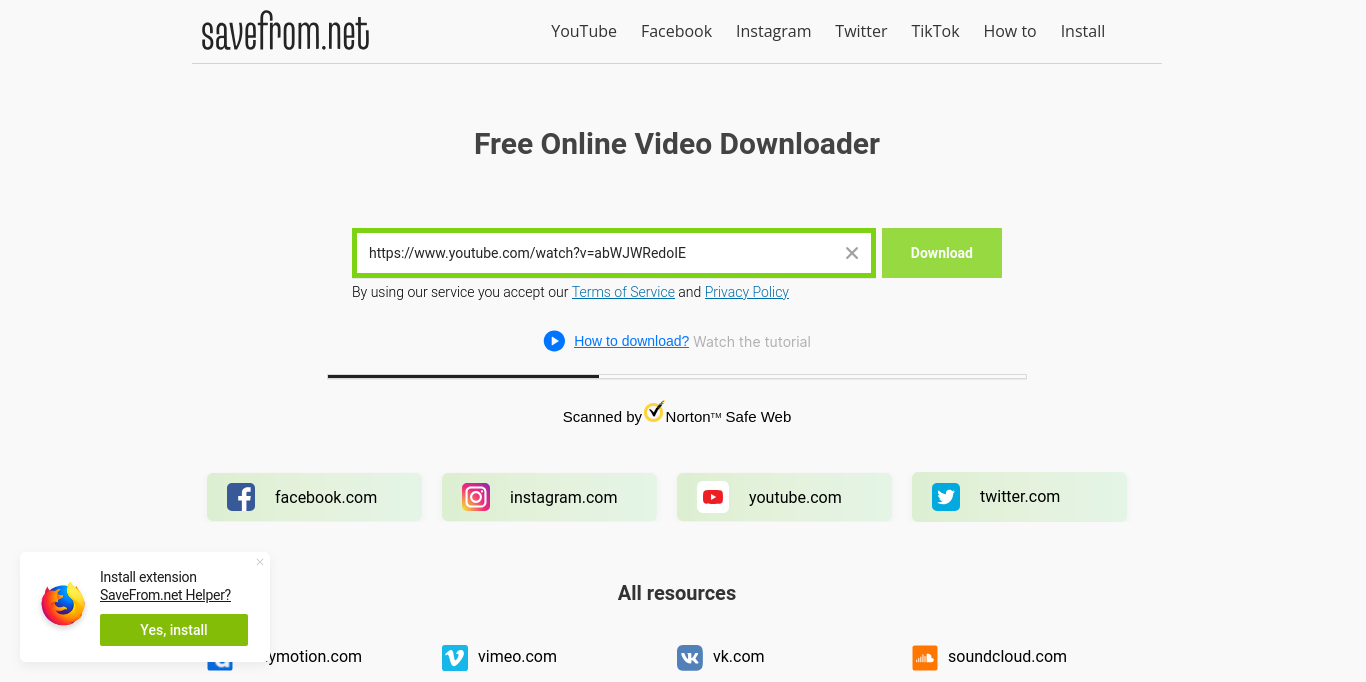 savefrom.net
YouTube Facebook Instagram Twitter TikTok How to Install
Free Online Video Downloader
https://www.youtube.com/watch?v=abWJWRedoIE
Download
By using our service you accept our Terms of Service and Privacy Policy
How to download? Watch the tutorial
Scanned by Norton™ Safe Web
facebook.com
instagram.com
youtube.com
twitter.com
Install extension
SaveFrom.net Helper?
Yes, install
All resources
ymotion.com
vimeo.com
vk.com
soundcloud.com